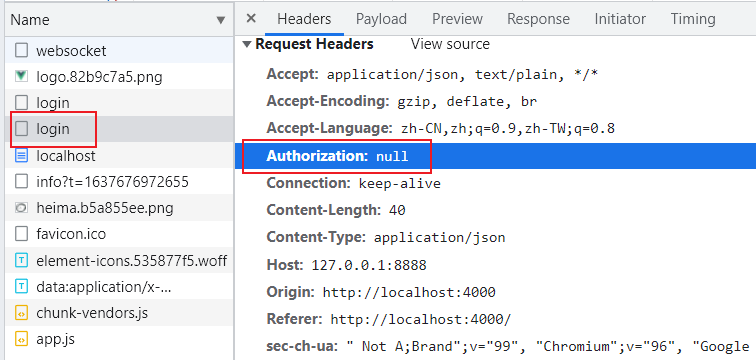 Name
websocket
logo.82b9c7a5.png
login
login
localhost
info?t=1637676972655
heima.b5a855ee.png
favicon.ico
element-icons.535877f5.woff
data:application/x-...
chunk-vendors.js
app.js
Headers Payload Preview Response Initiator Timing
Request Headers View source
Accept: application/json, text/plain, */*
Accept-Encoding: gzip, deflate, br
Accept-Language: zh-CN,zh;q=0.9,zh-TW;q=0.8
Authorization: null
Connection: keep-alive
Content-Length: 40
Content-Type: application/json
Host: 127.0.0.1:8888
Origin: http://localhost:4000
Referer: http://localhost:4000/
sec-ch-ua: " Not A;Brand";v="99", "Chromium";v="96", "Google